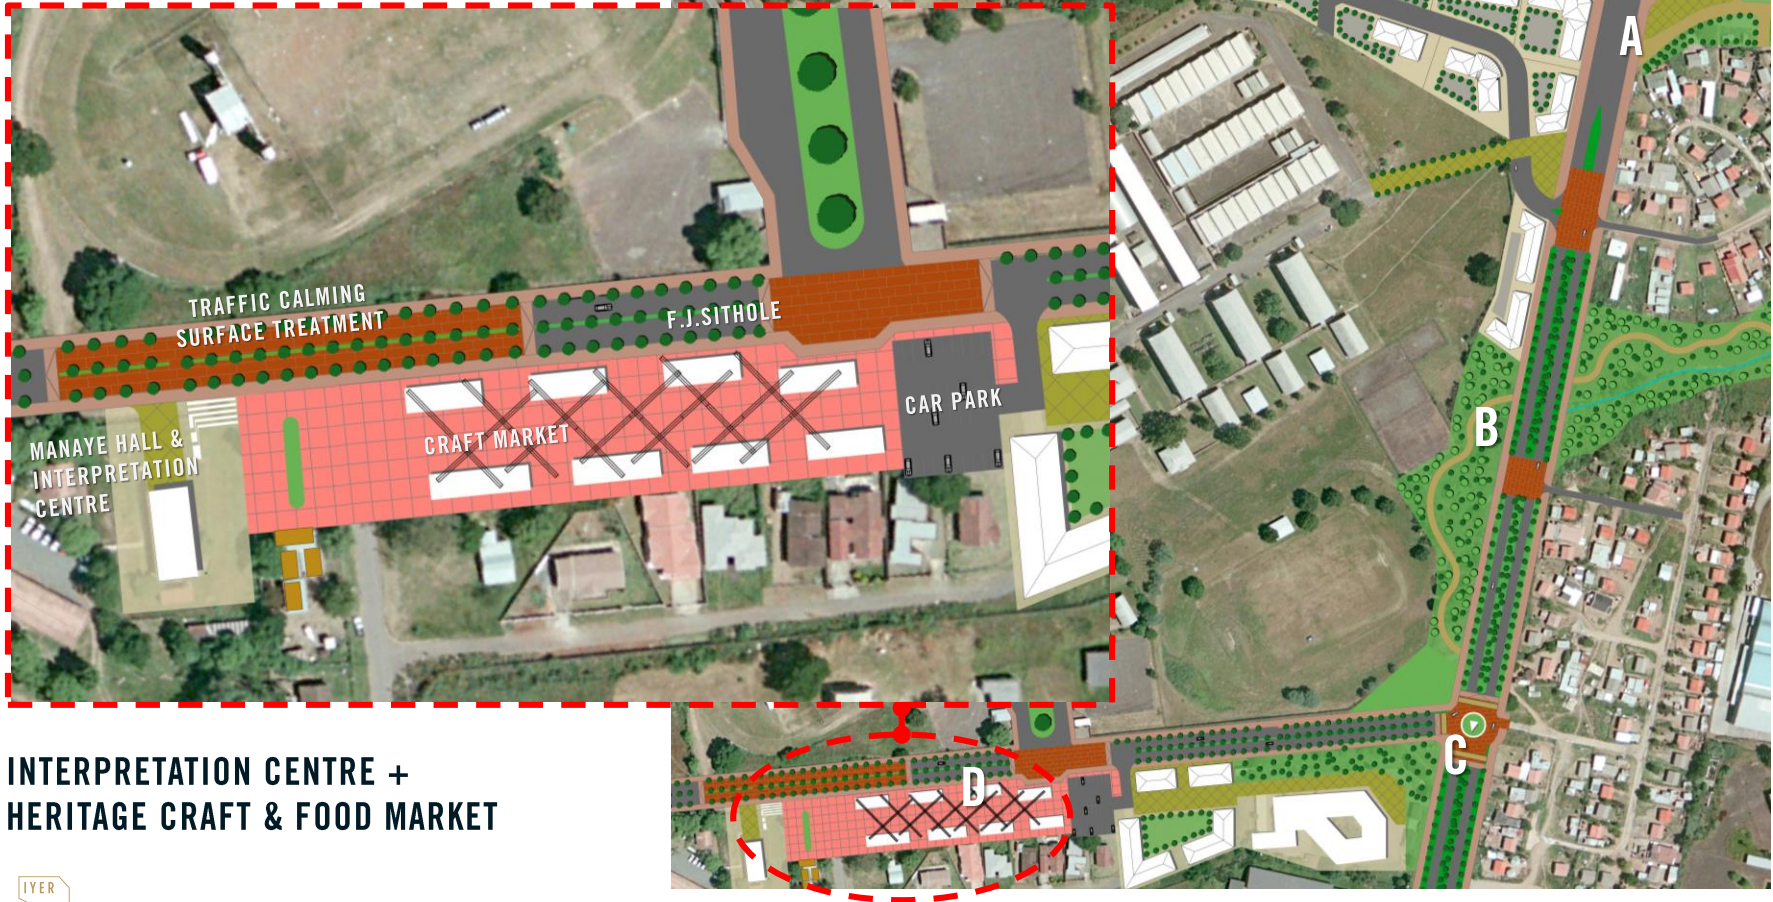 TRAFFIC CALMING
SURFACE TREATMENT
F.J.SITHOLE
CAR PARK
CRAFT MARKET
MANAYE HALL &
INTERPRETATION
CENTRE
A
B
C
D
INTERPRETATION CENTRE +
HERITAGE CRAFT & FOOD MARKET
IYER